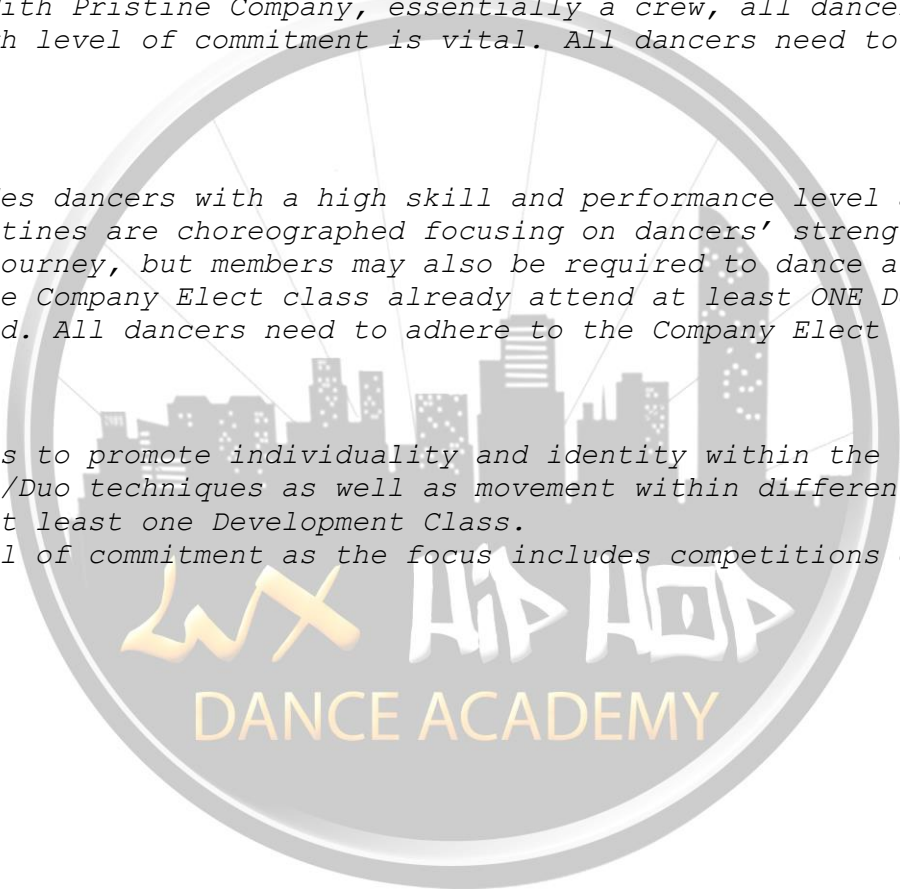 ith Pristine Company, essentially a crew, all dance
h level of commitment is vital. All dancers need to
es dancers with a high skill and performance level
tines are choreographed focusing on dancers’ streng
ourney, but members may also be required to dance a
e Company Elect class already attend at least ONE D
d. All dancers need to adhere to the Company Elect
s to promote individuality and identity within the
/Duo techniques as well as movement within differen
t least one Development Class.
l of commitment as the focus includes competitions
HiP HOP
DANCE ACADEMY